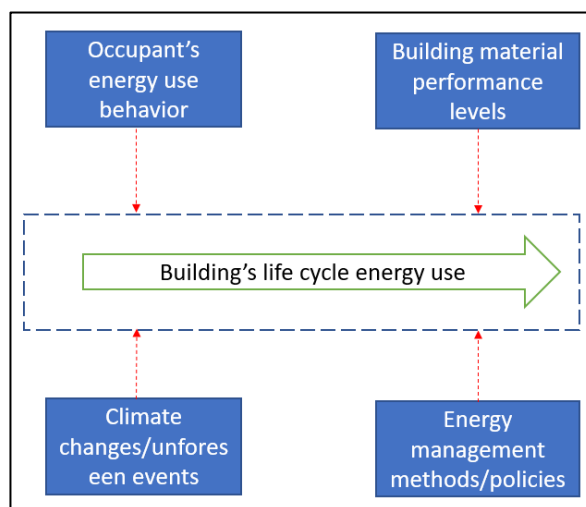 Occupant's
energy use
behavior
Building material
performance
levels
Building's life cycle energy use
Climate
changes/unfores
een events
Energy
management
methods/policies